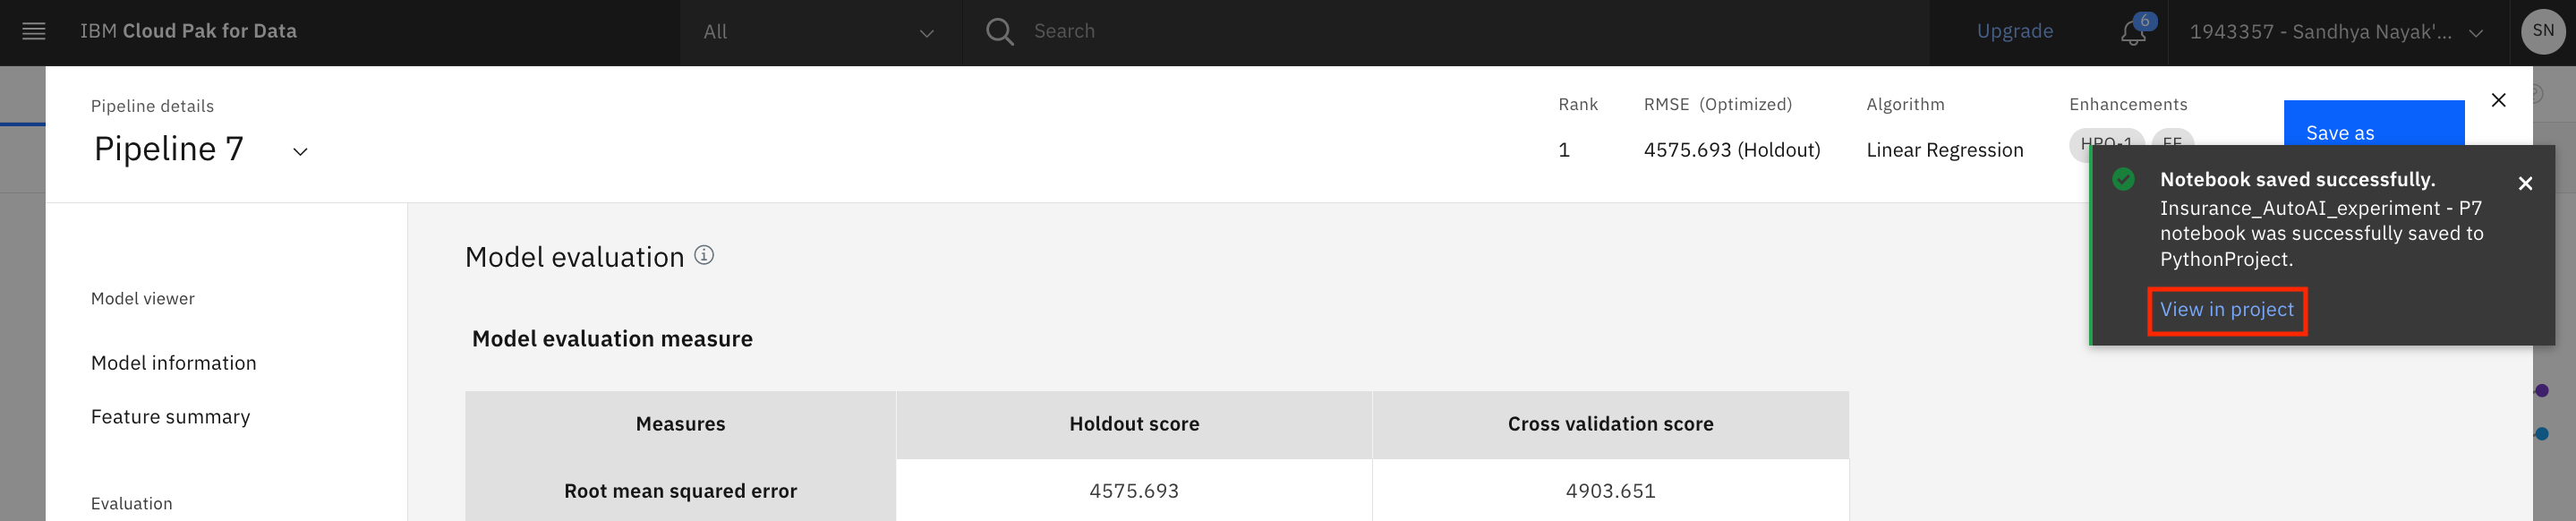 IBM Cloud Pak for Data
All
Search
Upgrade
6
1943357 - Sandhya Nayak'...
SN
Pipeline details
Pipeline 7
Rank
1
RMSE (Optimized)
4575.693 (Holdout)
Algorithm
Linear Regression
Enhancements
HPO-1 FE
Save as
Notebook saved successfully.
Insurance_AutoAI_experiment - P7
notebook was successfully saved to
PythonProject.
View in project
Model viewer
Model information
Feature summary
Evaluation
Model evaluation
Model evaluation measure
Measures Holdout score Cross validation score
Root mean squared error 4575.693 4903.651